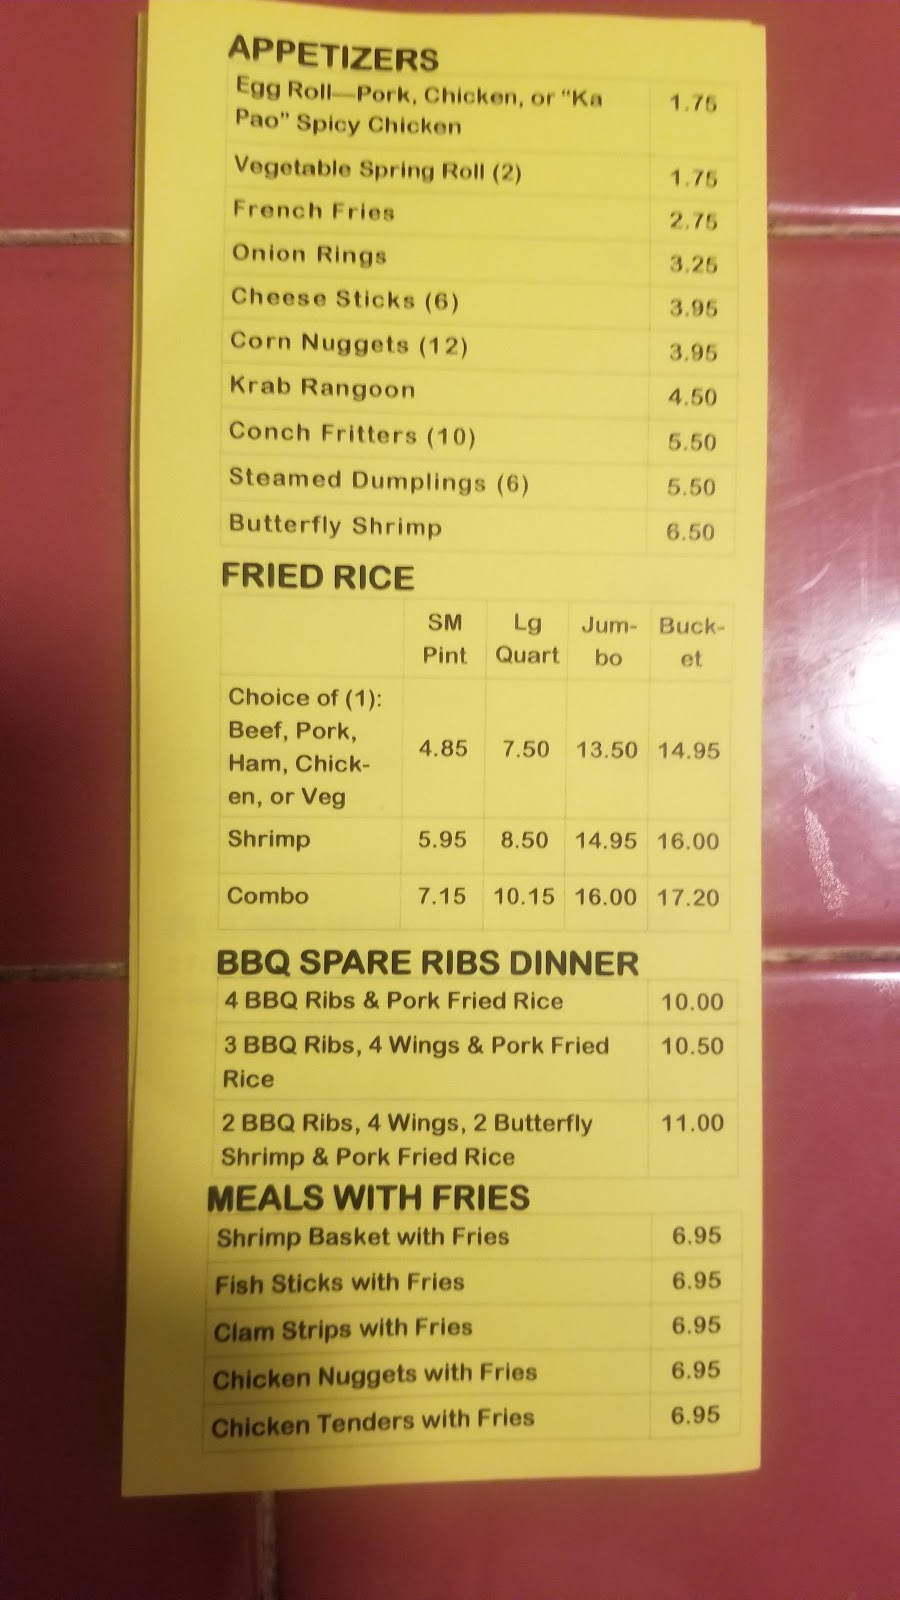 APPETIZERS
Egg Roll—Pork, Chicken, or "Ka 1.75
Pao" Spicy Chicken
Vegetable Spring Roll (2) 1.75
French Fries 2.75
Onion Rings 3.25
Cheese Sticks (6) 3.95
Corn Nuggets (12) 3.95
Krab Rangoon 4.50
Conch Fritters (10) 5.50
Steamed Dumplings (6) 5.50
Butterfly Shrimp 6.50
FRIED RICE
SM Lg Jum- Buck-
Pint Quart bo et
Choice of (1):
Beef, Pork,
4.85 7.50 13.50 14.95
Ham, Chick-
en, or Veg
Shrimp 5.95 8.50 14.95 16.00
Combo 7.15 10.15 16.00 17.20
BBQ SPARE RIBS DINNER
4 BBQ Ribs & Pork Fried Rice 10.00
3 BBQ Ribs, 4 Wings & Pork Fried 10.50
Rice
2 BBQ Ribs, 4 Wings, 2 Butterfly 11.00
Shrimp & Pork Fried Rice
MEALS WITH FRIES
Shrimp Basket with Fries 6.95
Fish Sticks with Fries 6.95
Clam Strips with Fries 6.95
Chicken Nuggets with Fries 6.95
Chicken Tenders with Fries 6.95